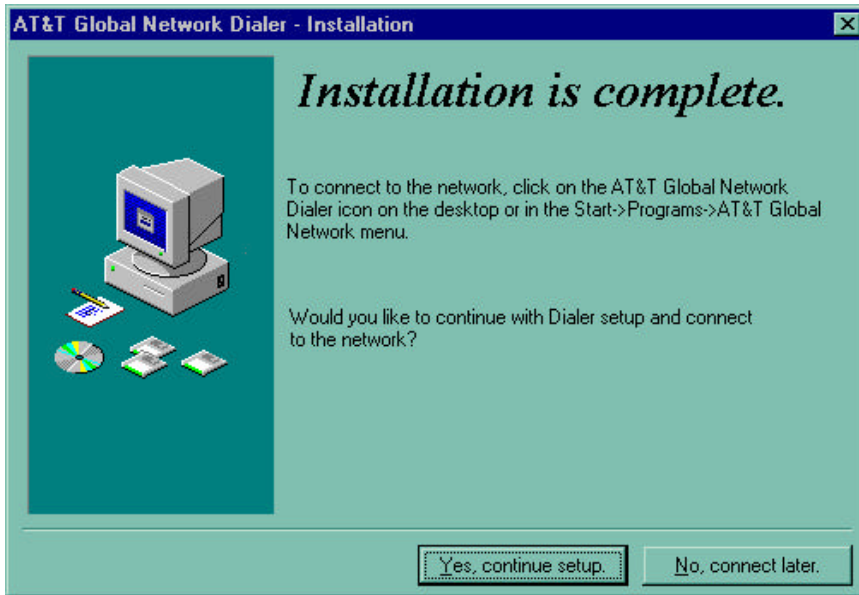 AT&T Global Network Dialer - Installation
Installation is complete.
To connect to the network, click on the AT&T Global Network
Dialer icon on the desktop or in the Start->Programs->AT&T Global
Network menu.
Would you like to continue with Dialer setup and connect
to the network?
Yes, continue setup.
No, connect later.